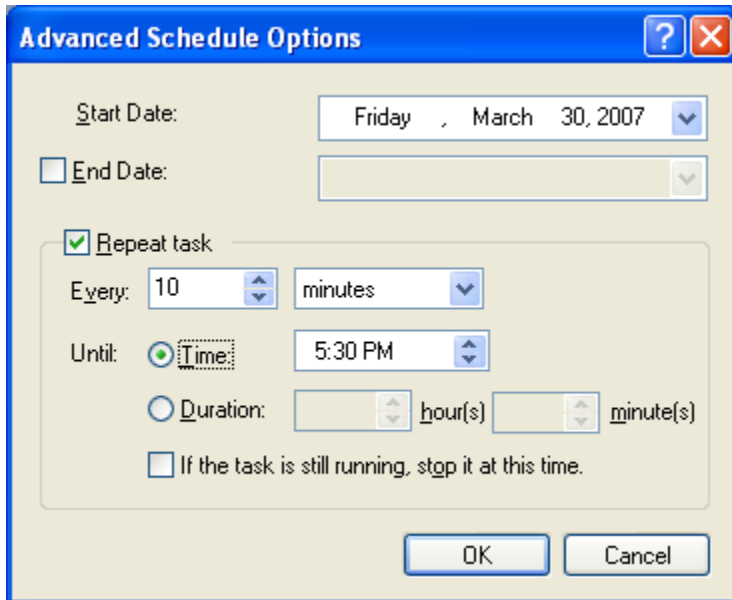 Advanced Schedule Options
Start Date: Friday , March 30, 2007
End Date:
Repeat task
Every: 10 minutes
Until: Time: 5:30 PM
Duration: hour(s) minute(s)
If the task is still running, stop it at this time.
OK Cancel